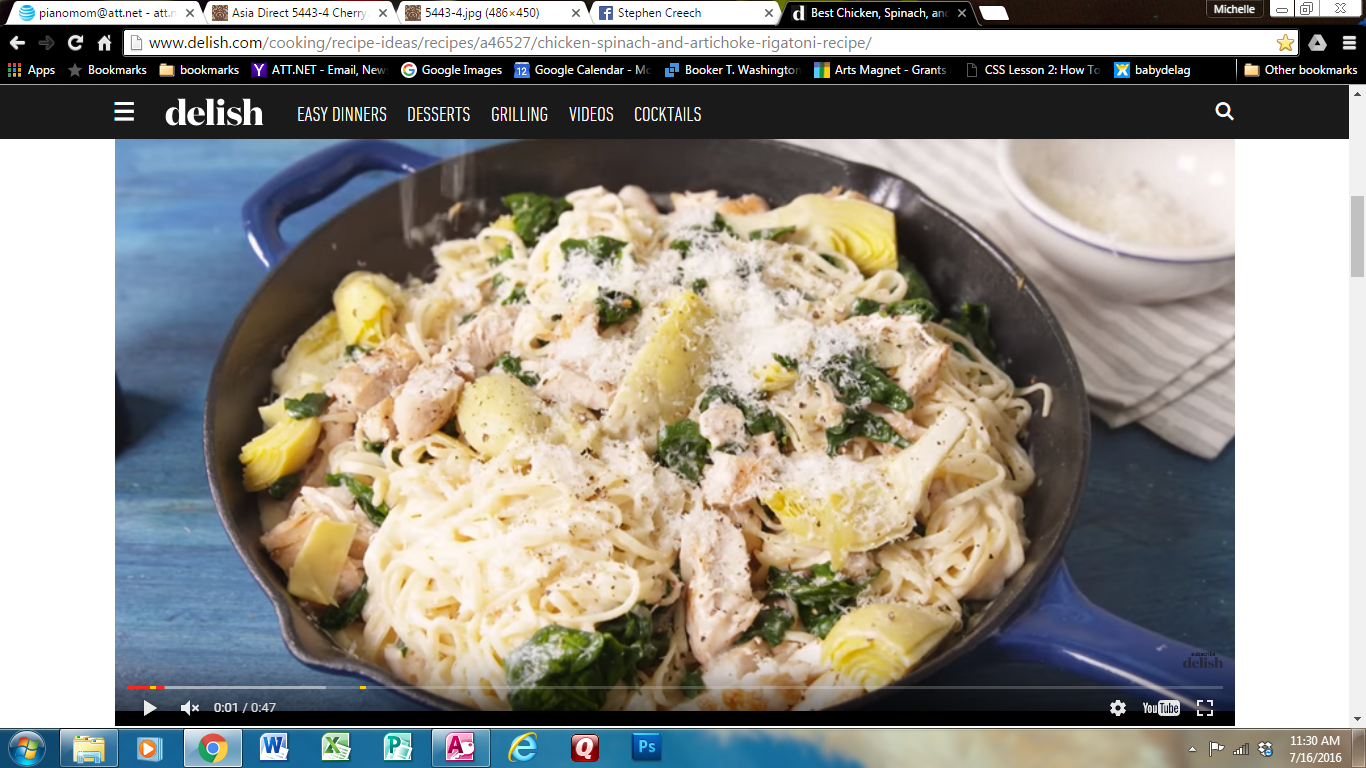 pianomom@att.net - att.n
Asia Direct 5443-4 Cherry
5443-4.jpg (486×450)
Stephen Creech
Best Chicken, Spinach, and
Michelle
www.delish.com/cooking/recipe-ideas/recipes/a46527/chicken-spinach-and-artichoke-rigatoni-recipe/
Apps Bookmarks bookmarks ATT.NET - Email, New Google Images Google Calendar - Mo Booker T. Washington Arts Magnet - Grants CSS Lesson 2: How To babydelag Other bookmarks
delish EASY DINNERS DESSERTS GRILLING VIDEOS COCKTAILS
delish
0:01 / 0:47 YouTube
11:30 AM
7/16/2016